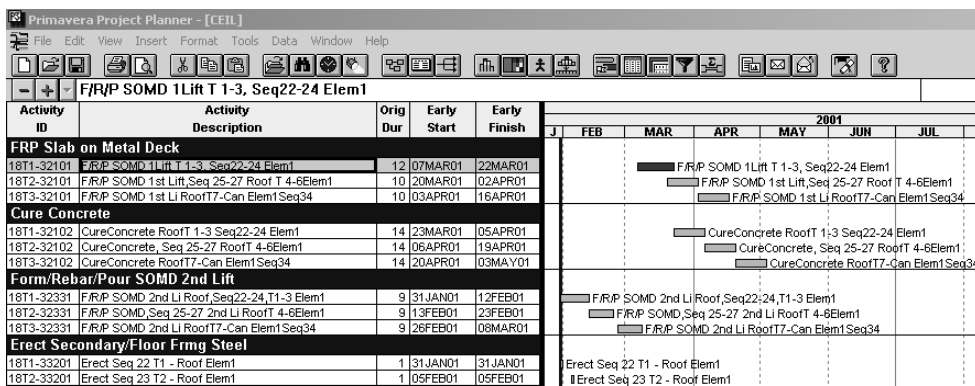 Primavera Project Planner - [CEIL]
File Edit View Insert Format Tools Data Window Help
F/R/P SOMD 1Lift T 1-3, Seq22-24 Elem1
Activity ID Activity Description Orig Dur Early Start Early Finish 2001
J FEB MAR APR MAY JUN JUL
FRP Slab on Metal Deck
18T1-32101 F/R/P SOMD 1Lift T 1-3, Seq22-24 Elem1 12 07MAR01 22MAR01 F/R/P SOMD 1Lift T 1-3, Seq22-24 Elem1
18T2-32101 F/R/P SOMD 1st Lift,Seq 25-27 Roof T 4-6Elem1 10 20MAR01 02APR01 F/R/P SOMD 1st Lift,Seq 25-27 Roof T 4-6Elem1
18T3-32101 F/R/P SOMD 1st Li RoofT7-Can Elem1Seq34 10 03APR01 16APR01 F/R/P SOMD 1st Li RoofT7-Can Elem1Seq34
Cure Concrete
18T1-32102 CureConcrete RoofT 1-3 Seq22-24 Elem1 14 23MAR01 05APR01 CureConcrete RoofT 1-3 Seq22-24 Elem1
18T2-32102 CureConcrete, Seq 25-27 RoofT 4-6Elem1 14 06APR01 19APR01 CureConcrete, Seq 25-27 RoofT 4-6Elem1
18T3-32102 CureConcrete RoofT7-Can Elem1Seq34 14 20APR01 03MAY01 CureConcrete RoofT7-Can Elem1Seq34
Form/Rebar/Pour SOMD 2nd Lift
18T1-32331 F/R/P SOMD 2nd Li Roof,Seq22-24,T1-3 Elem1 9 31JAN01 12FEB01 F/R/P SOMD 2nd Li Roof,Seq22-24,T1-3 Elem1
18T2-32331 F/R/P SOMD,Seq 25-27 2nd Lif RoofT 4-6Elem1 9 13FEB01 23FEB01 F/R/P SOMD,Seq 25-27 2nd Lif RoofT 4-6Elem1
18T3-32331 F/R/P SOMD 2nd Li RoofT7-Can Elem1Seq34 9 26FEB01 08MAR01 F/R/P SOMD 2nd Li RoofT7-Can Elem1Seq34
Erect Secondary/Floor Frmg Steel
18T1-33201 Erect Seq 22 T1 - Roof Elem1 1 31JAN01 31JAN01 Erect Seq 22 T1 - Roof Elem1
18T2-33201 Erect Seq 23 T2 - Roof Elem1 1 05FEB01 05FEB01 Erect Seq 23 T2 - Roof Elem1